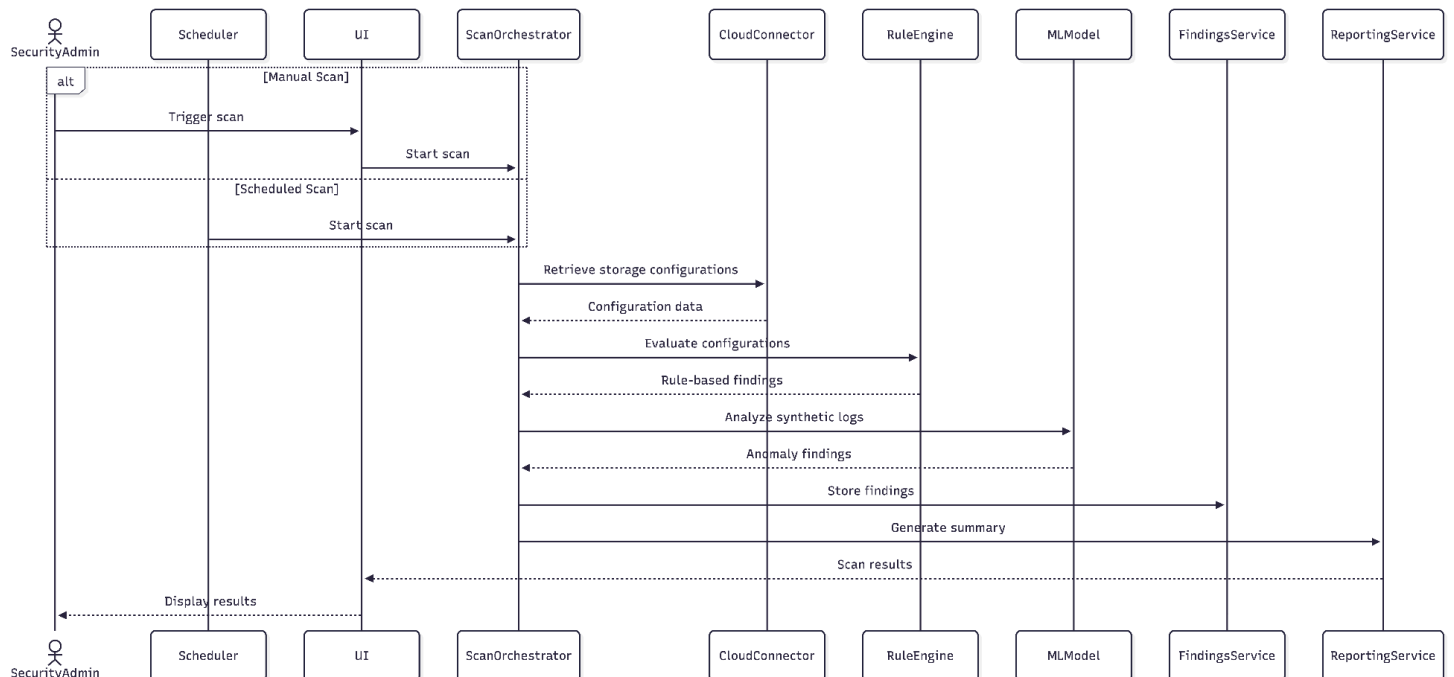 SecurityAdmin
Scheduler
UI
ScanOrchestrator
CloudConnector
RuleEngine
MLModel
FindingsService
ReportingService
alt
[Manual Scan]
Trigger scan
Start scan
[Scheduled Scan]
Start scan
Retrieve storage configurations
Configuration data
Evaluate configurations
Rule-based findings
Analyze synthetic logs
Anomaly findings
Store findings
Generate summary
Scan results
Display results
SecurityAdmin
Scheduler
UI
ScanOrchestrator
CloudConnector
RuleEngine
MLModel
FindingsService
ReportingService